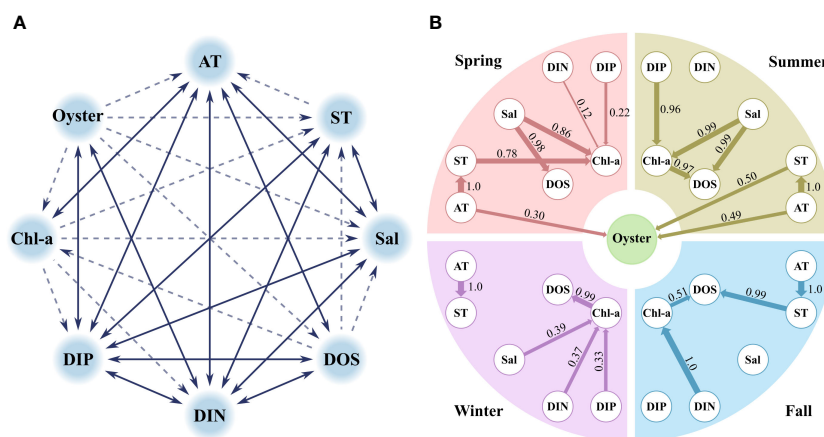 A
AT
Oyster
ST
Chl-a
Sal
DIP
DOS
DIN
B
Spring
DIN
DIP
Sal
0.12
0.22
0.86
0.98
ST
0.78
Chl-a
DOS
1.0
AT
0.30
Summer
DIP
DIN
0.96
Sal
0.99
Chl-a
0.97
0.99
DOS
ST
0.50
1.0
AT
0.49
Oyster
AT
1.0
ST
DOS
0.99
Chl-a
0.39
Sal
0.37
0.33
DIN
DIP
Winter
AT
DOS
1.0
0.51
0.99
Chl-a
ST
Sal
1.0
DIP
DIN
Fall